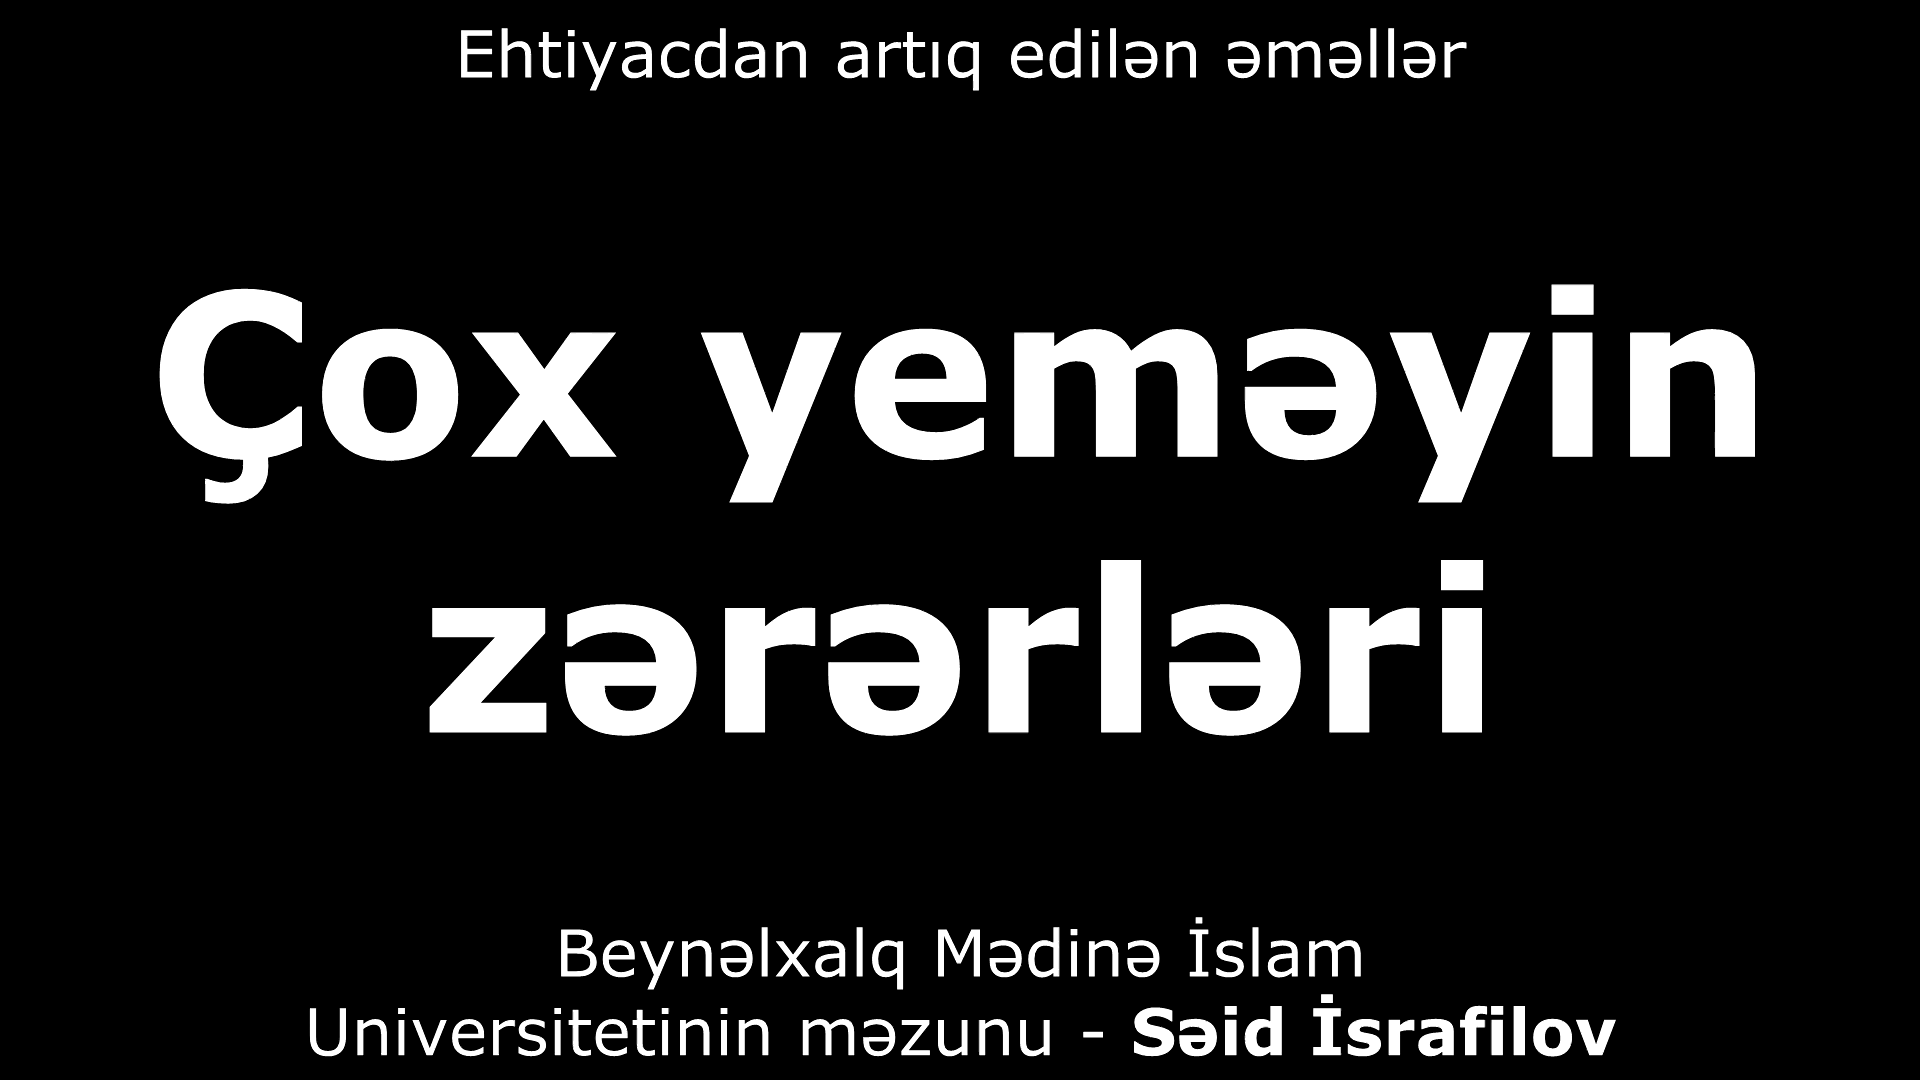 Ehtiyacdan artıq edilən əməllər
Çox yeməyin
zərərləri
Beynəlxalq Mədinə İslam
Universitetinin məzunu - Səid İsrafilov